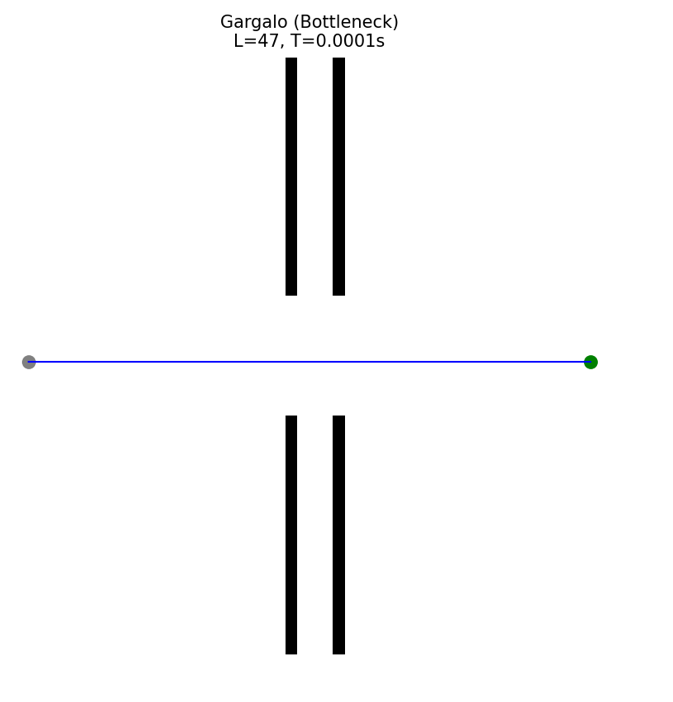 Gargalo (Bottleneck)
L=47, T=0.0001s